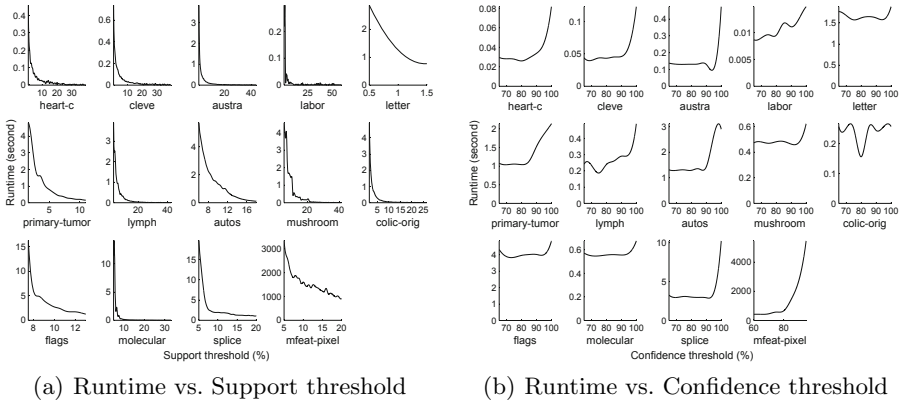 0.4
0.3
0.2
0.1
0
10 20 30
heart-c
0.6
0.4
0.2
0
10 20 30 40
cleve
3
2
1
0
20 40
austra
0.2
0.1
0
20 40
labor
2
1
0
0.5 1 1.5
letter
Runtime (second)
4
3
2
1
0
5 10
primary-tumor
3
2
1
0
20 40
lymph
4
2
0
8 12 16
autos
4
2
0
20 40
mushroom
4
3
2
1
0
5 10 15 20 25
colic-orig
15
10
5
0
8 10 12
flags
10
5
0
10 20 30
molecular
15
10
5
0
5 10 15 20
splice
3000
2000
1000
0
5 10 15 20
mfeat-pixel
Support threshold (%)
(a) Runtime vs. Support threshold
0.08
0.06
0.04
0.02
0
70 80 90 100
heart-c
0.1
0.05
0
70 80 90 100
cleve
0.4
0.3
0.2
0.1
70 80 90 100
austra
0.01
0.005
70 80 90 100
labor
1.5
1
0.5
0
70 80 90 100
letter
Runtime (second)
2
1.5
1
0.5
0
70 80 90 100
primary-tumor
0.4
0.2
0
70 80 90 100
lymph
3
2
1
0
70 80 90 100
autos
0.6
0.4
0.2
0
70 80 90 100
mushroom
0.2
0.1
0
70 80 90 100
colic-orig
4
2
0
70 80 90 100
flags
0.6
0.4
0.2
0
70 80 90 100
molecular
10
5
0
70 80 90 100
splice
4000
2000
0
60 80
mfeat-pixel
Confidence threshold (%)
(b) Runtime vs. Confidence threshold